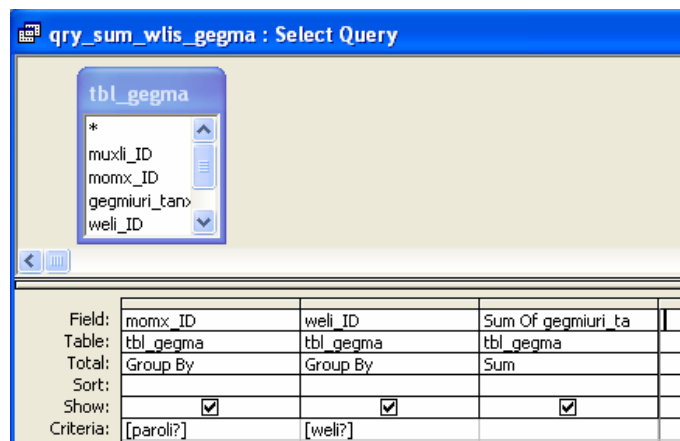 qry_sum_wlis_gegma : Select Query
tbl_gegma
*
muxli_ID
momx_ID
gegmiuri_tanx
weli_ID
Field: momx_ID weli_ID Sum Of gegmiuri_ta
Table: tbl_gegma tbl_gegma tbl_gegma
Total: Group By Group By Sum
Sort:
Show:
Criteria: [paroli?] [weli?]